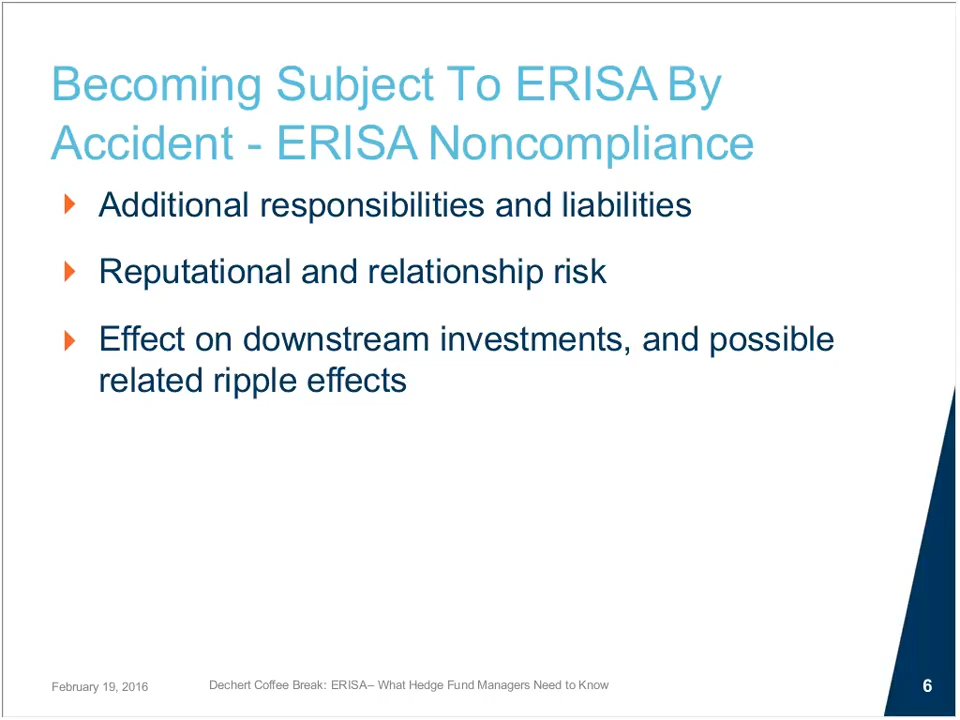 Becoming Subject To ERISA By
Accident - ERISA Noncompliance
Additional responsibilities and liabilities
Reputational and relationship risk
Effect on downstream investments, and possible
related ripple effects
February 19, 2016
Dechert Coffee Break: ERISA– What Hedge Fund Managers Need to Know
6